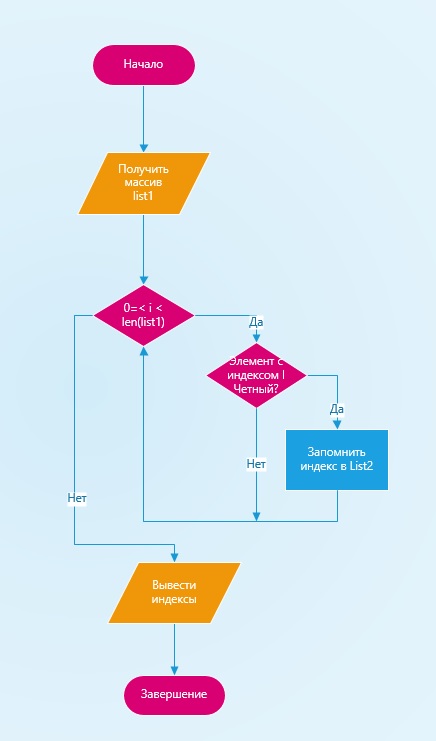 Начало
Получить
массив
list1
0=< i <
len(list1)
Да
Элемент с
индексом I
Четный?
Да
Запомнить
индекс в List2
Нет
Нет
Вывести
индексы
Завершение